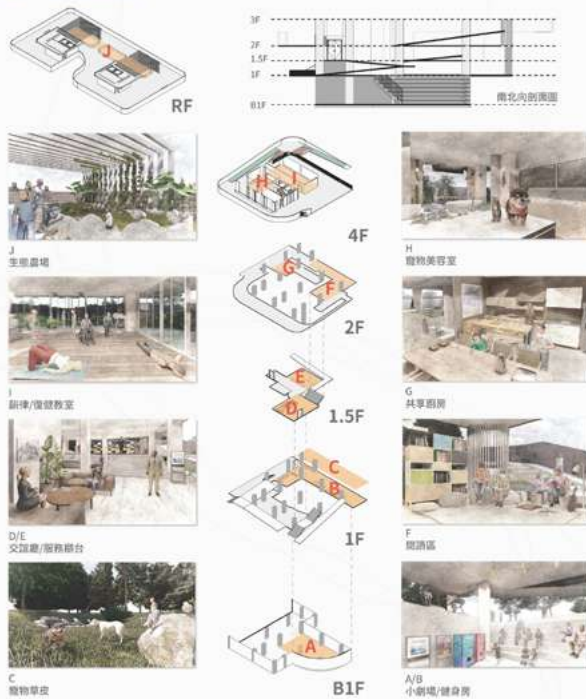 J
RF
3F
2F
1.5F
1F
B1F
南北向剖面圖
J
生態農場
H
I
4F
H
寵物美容室
G
F
2F
I
韻律/復健教室
E
D
1.5F
G
共享廚房
D/E
交誼廳/服務櫃台
C
B
1F
F
閱讀區
C
寵物草皮
A
B1F
A/B
小劇場/健身房